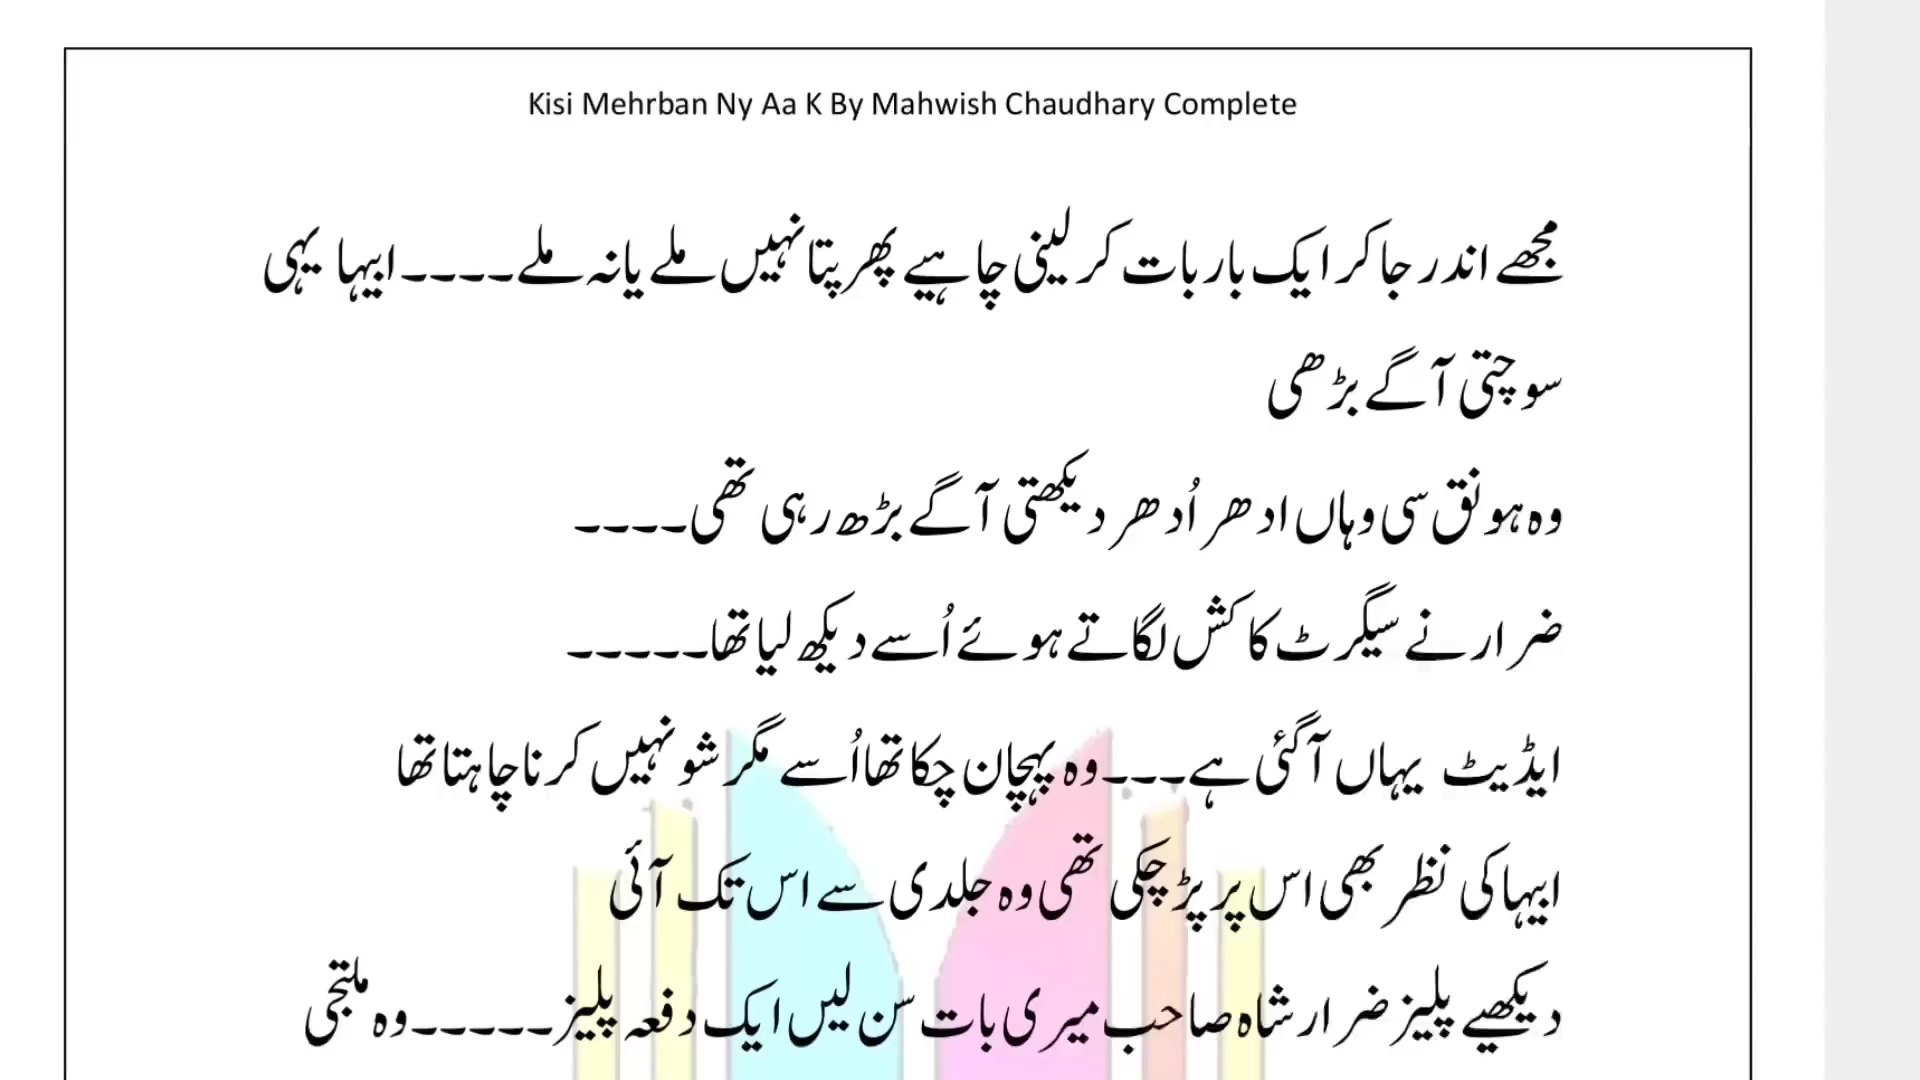 Kisi Mehrban Ny Aa K By Mahwish Chaudhary Complete
مجھے اندر جا کر ایک بار بات کر لینی چاہیے پھر پتا نہیں ملے یا نہ ملے۔۔۔۔ ابیہا یہی
سوچتی آگے بڑھی
وہ ہونق سی وہاں ادھر اُدھر دیکھتی آگے بڑھ رہی تھی۔۔۔۔
ضرار نے سیگرٹ کا کش لگاتے ہوئے اُسے دیکھ لیا تھا۔۔۔۔۔
ایڈیٹ یہاں آگئی ہے۔۔۔وہ پہچان چکا تھا اُسے مگر شو نہیں کرنا چاہتا تھا
ابیہا کی نظر بھی اس پر پڑ چکی تھی وہ جلدی سے اس تک آئی
دیکھیے پلیز ضرار شاہ صاحب میری بات سن لیں ایک دفعہ پلیز۔۔۔۔۔وہ ملتجی